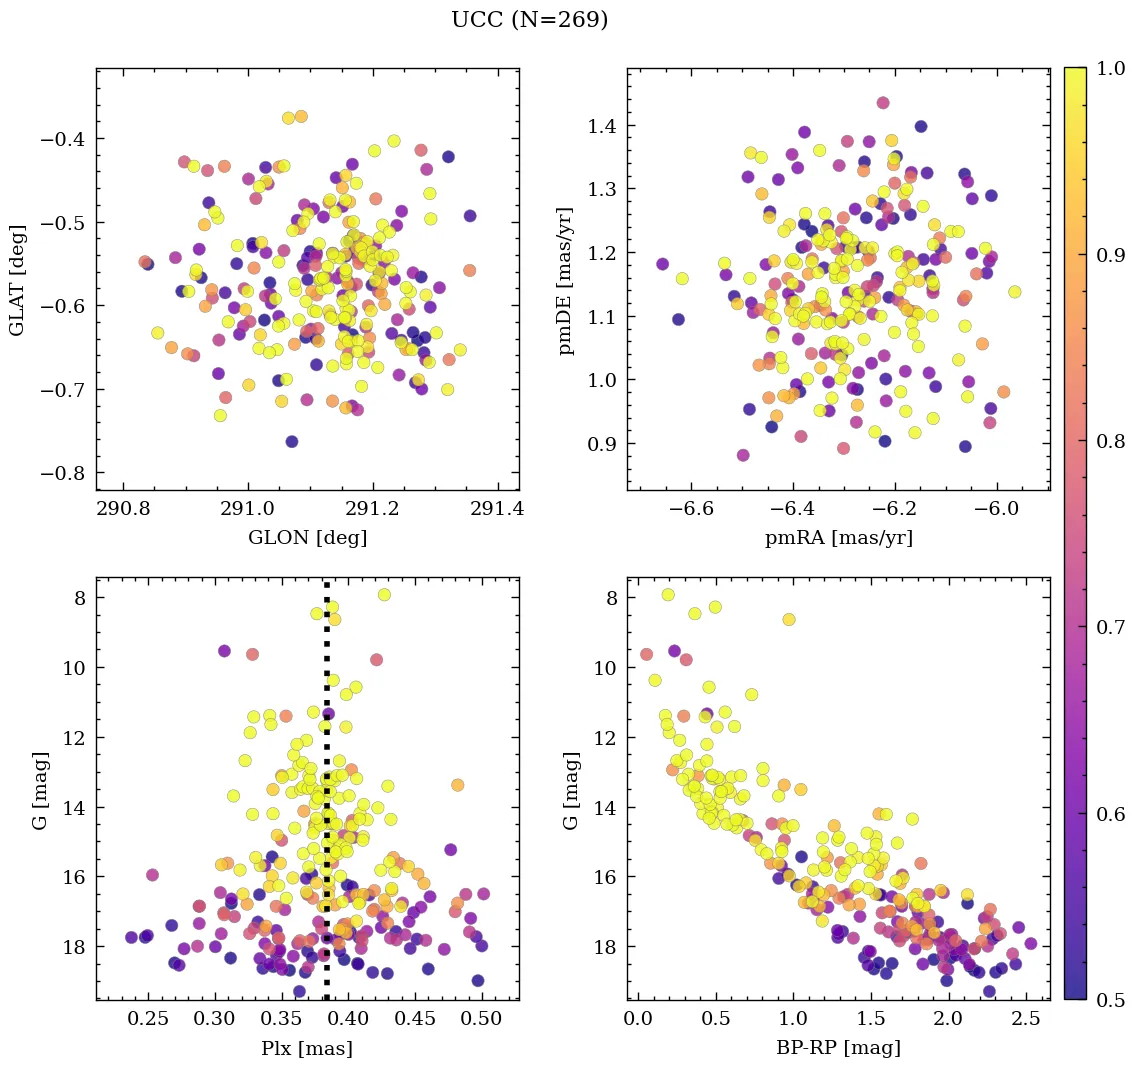 UCC (N=269)
−0.4
−0.5
−0.6
−0.7
−0.8
GLAT [deg]
290.8 291.0 291.2 291.4
GLON [deg]
1.4
1.3
1.2
1.1
1.0
0.9
pmDE [mas/yr]
−6.6 −6.4 −6.2 −6.0
pmRA [mas/yr]
8
10
12
14
16
18
G [mag]
0.25 0.30 0.35 0.40 0.45 0.50
Plx [mas]
8
10
12
14
16
18
G [mag]
0.0 0.5 1.0 1.5 2.0 2.5
BP-RP [mag]
1.0
0.9
0.8
0.7
0.6
0.5